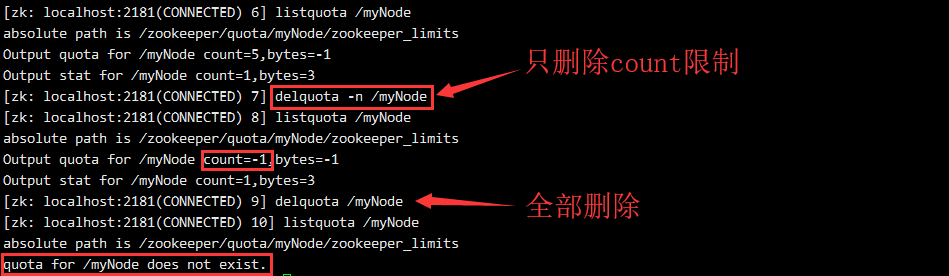 [zk: localhost:2181(CONNECTED) 6] listquota /myNode
absolute path is /zookeeper/quota/myNode/zookeeper_limits
Output quota for /myNode count=5,bytes=-1
Output stat for /myNode count=1,bytes=3
只删除count限制
[zk: localhost:2181(CONNECTED) 7] delquota -n /myNode
[zk: localhost:2181(CONNECTED) 8] listquota /myNode
absolute path is /zookeeper/quota/myNode/zookeeper_limits
Output quota for /myNode count=-1,bytes=-1
Output stat for /myNode count=1,bytes=3
[zk: localhost:2181(CONNECTED) 9] delquota /myNode
全部删除
[zk: localhost:2181(CONNECTED) 10] listquota /myNode
absolute path is /zookeeper/quota/myNode/zookeeper_limits
quota for /myNode does not exist.